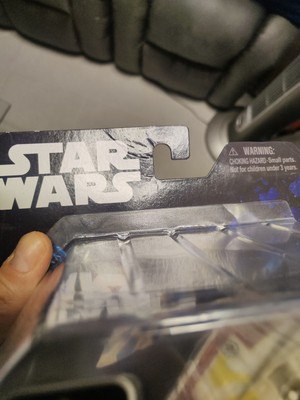 STAR
WARS
WARNING:
CHOKING HAZARD-Small parts.
Not for children under 3 years.